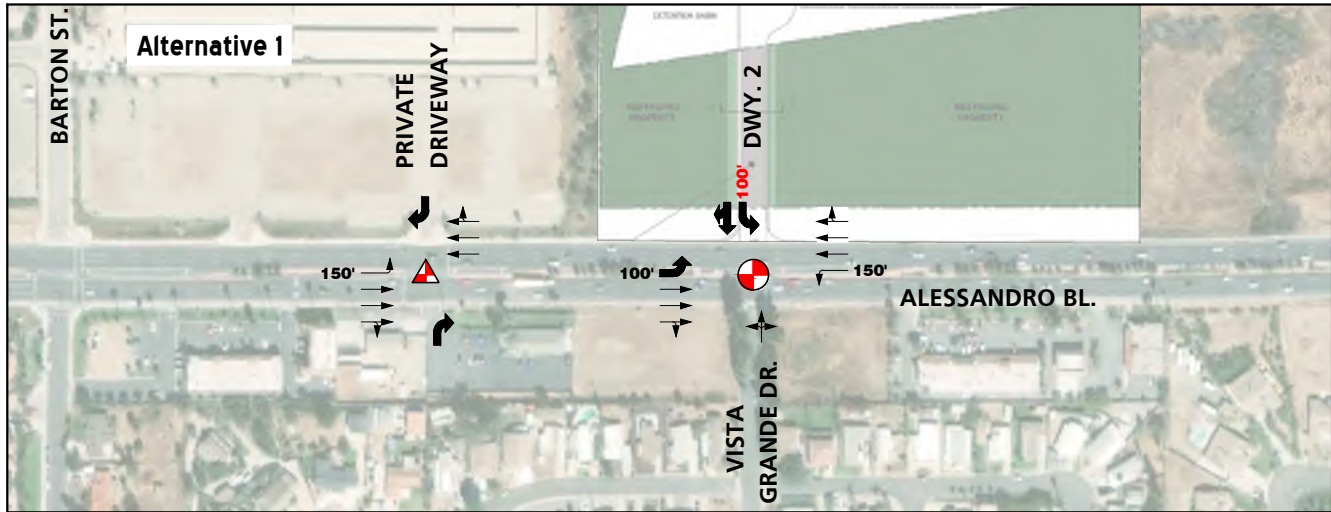 BARTON ST.
Alternative 1
PRIVATE
DRIVEWAY
DETENTION BASIN
DWY. 2
100'
150'
100'
150'
ALESSANDRO BL.
VISTA
GRANDE DR.